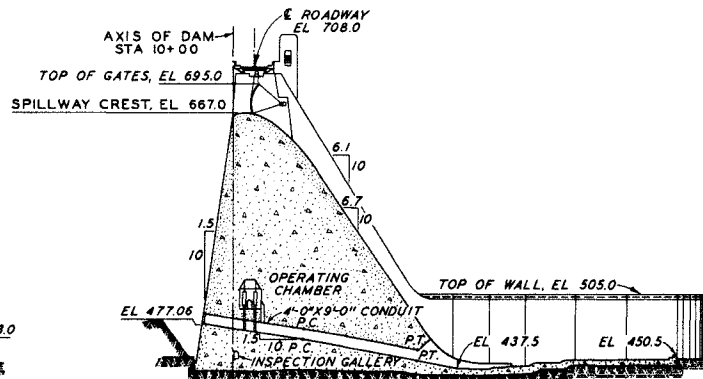 ℄ ROADWAY
EL 708.0
AXIS OF DAM
STA 10+00
TOP OF GATES, EL 695.0
SPILLWAY CREST, EL 667.0
6.1
10
6.7
10
1.5
10
OPERATING
CHAMBER
TOP OF WALL, EL 505.0
EL 477.06
4'-0"X9'-0" CONDUIT
P.C.
1.5
10
P.C.
P.T.
P.T.
EL 437.5
EL 450.5
INSPECTION GALLERY